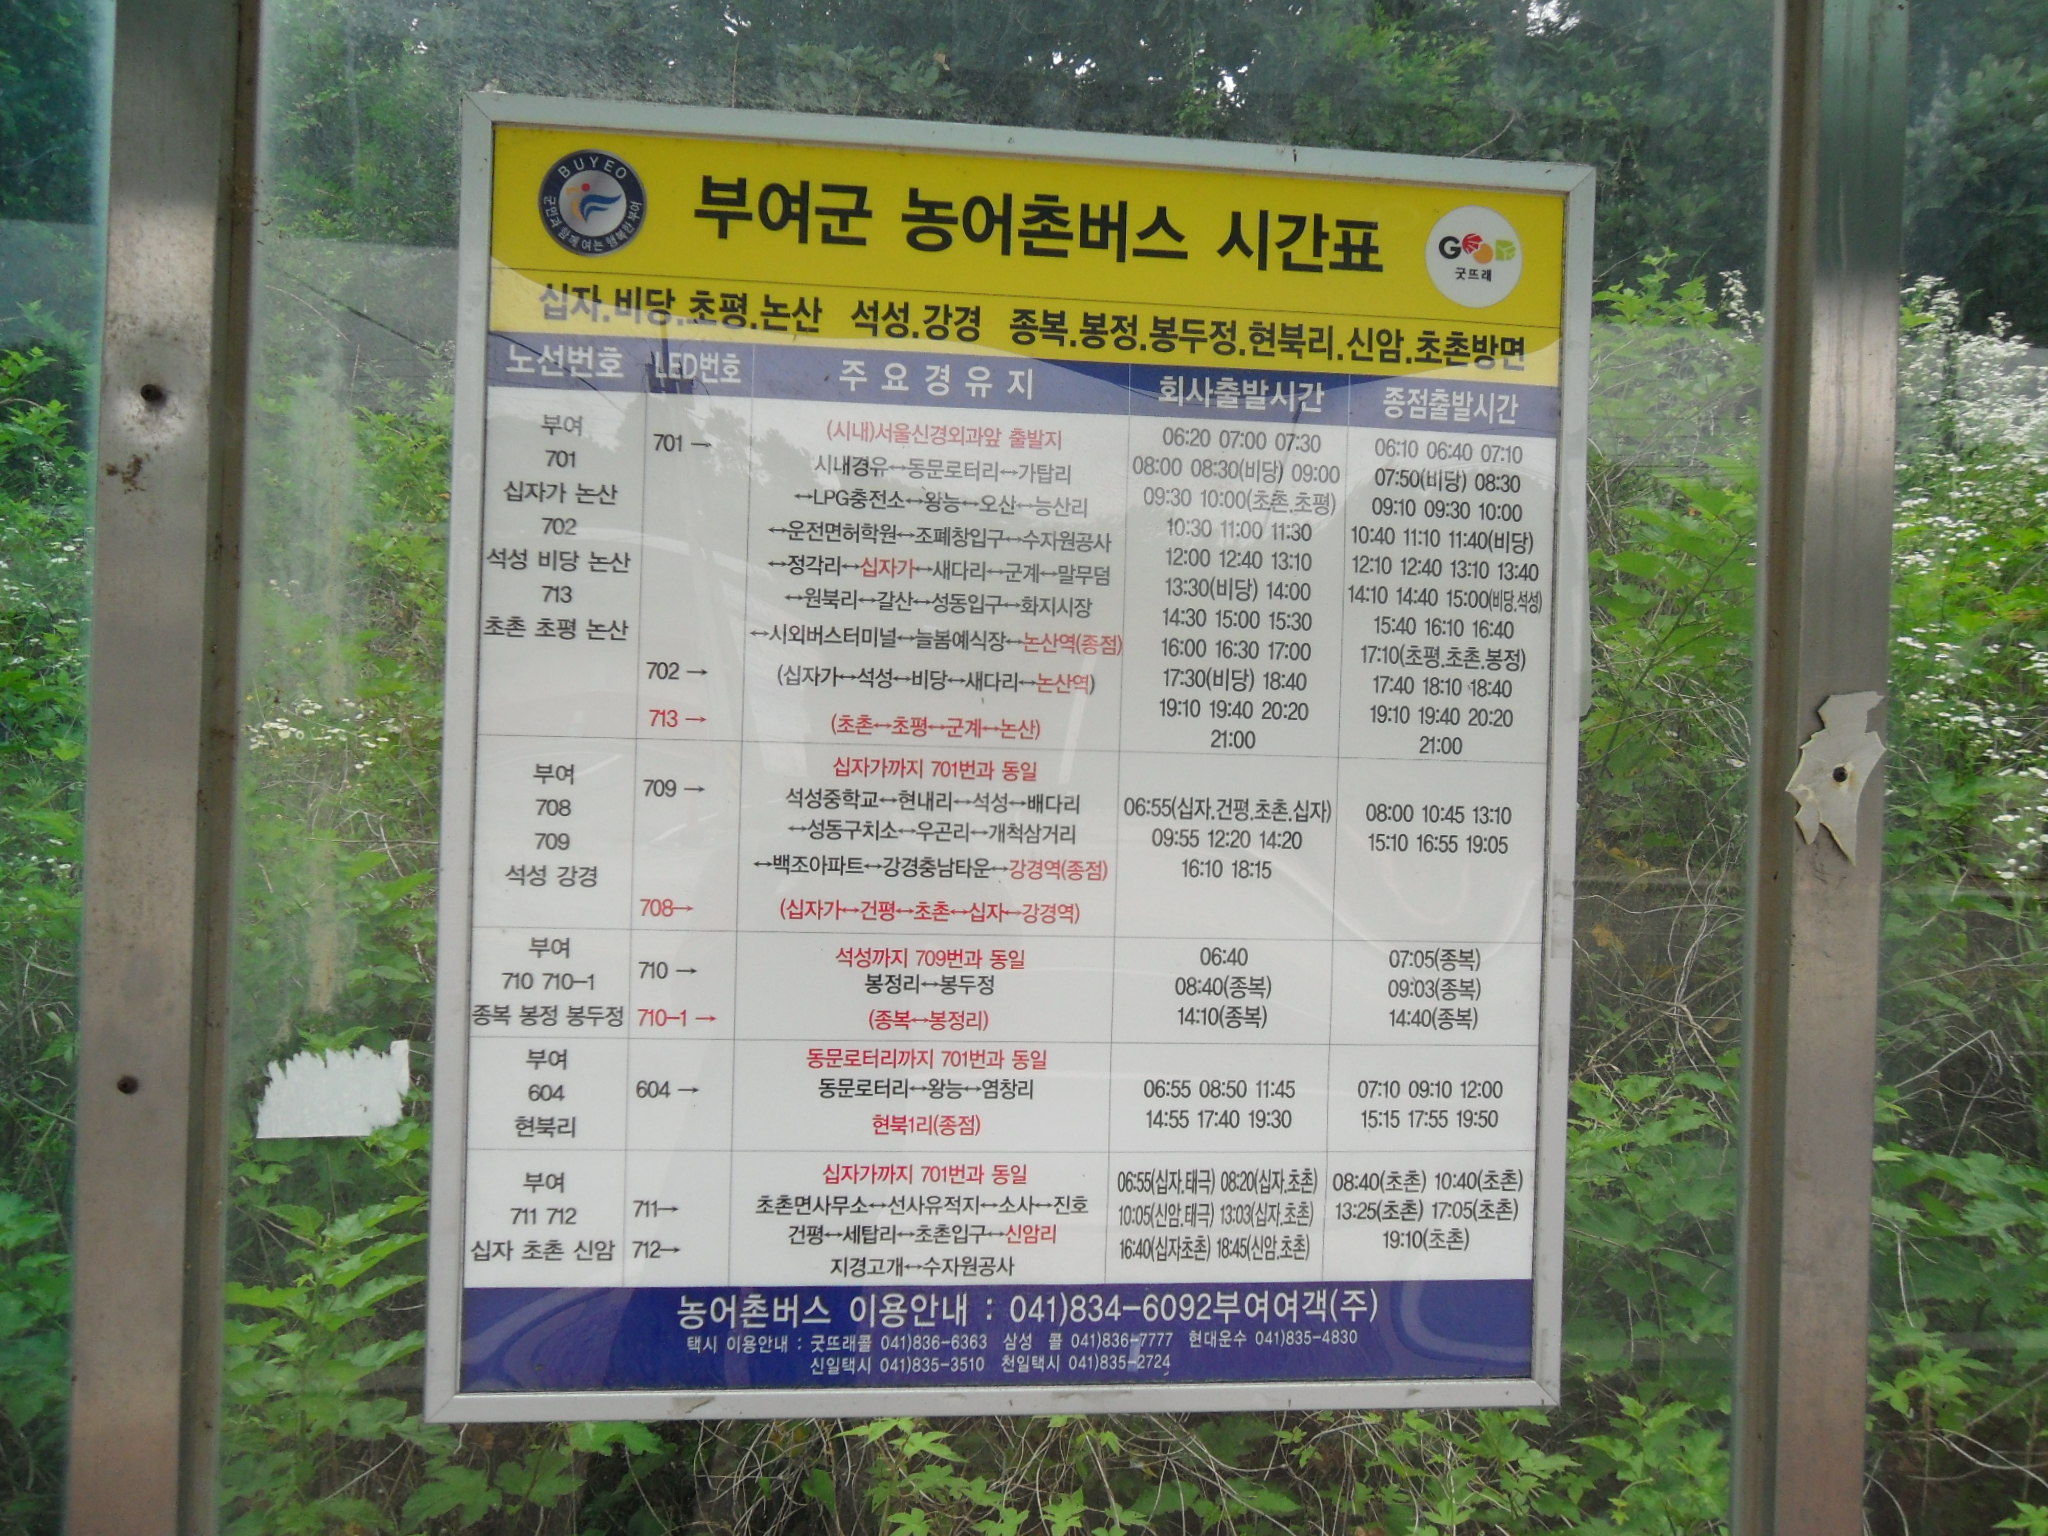 BUYEO
군민과 함께 여는 행복한 부여
부여군 농어촌버스 시간표
GOOD
굿뜨래
십자.비당.초평.논산 석성.강경 종복.봉정.봉두정.현북리.신암.초촌방면
노선번호 LED번호 주요경유지 회사출발시간 종점출발시간
부여
701
십자가 논산
702
석성 비당 논산
713
초촌 초평 논산
701 →
702 →
713 →
(시내)서울신경외과앞 출발지
시내경유↔동문로터리↔가탑리
↔LPG충전소↔왕능↔오산↔능산리
↔운전면허학원↔조폐창입구↔수자원공사
↔정각리↔십자가↔새다리↔군계↔말무덤
↔원북리↔갈산↔성동입구↔화지시장
↔시외버스터미널↔늘봄예식장↔논산역(종점)
(십자가↔석성↔비당↔새다리↔논산역)
(초촌↔초평↔군계↔논산)
06:20 07:00 07:30
08:00 08:30(비당) 09:00
09:30 10:00(초촌.초평)
10:30 11:00 11:30
12:00 12:40 13:10
13:30(비당) 14:00
14:30 15:00 15:30
16:00 16:30 17:00
17:30(비당) 18:40
19:10 19:40 20:20
21:00
06:10 06:40 07:10
07:50(비당) 08:30
09:10 09:30 10:00
10:40 11:10 11:40(비당)
12:10 12:40 13:10 13:40
14:10 14:40 15:00(비당.석성)
15:40 16:10 16:40
17:10(초평.초촌.봉정)
17:40 18:10 18:40
19:10 19:40 20:20
21:00
부여
708
709
석성 강경
709 →
708→
십자가까지 701번과 동일
석성중학교↔현내리↔석성↔배다리
↔성동구치소↔우곤리↔개척삼거리
↔백조아파트↔강경충남타운↔강경역(종점)
(십자가↔건평↔초촌↔십자↔강경역)
06:55(십자.건평.초촌.십자)
09:55 12:20 14:20
16:10 18:15
08:00 10:45 13:10
15:10 16:55 19:05
부여
710 710-1
종복 봉정 봉두정
710 →
710-1 →
석성까지 709번과 동일
봉정리↔봉두정
(종복↔봉정리)
06:40
08:40(종복)
14:10(종복)
07:05(종복)
09:03(종복)
14:40(종복)
부여
604
현북리
604 →
동문로터리까지 701번과 동일
동문로터리↔왕능↔염창리
현북1리(종점)
06:55 08:50 11:45
14:55 17:40 19:30
07:10 09:10 12:00
15:15 17:55 19:50
부여
711 712
십자 초촌 신암
711→
712→
십자가까지 701번과 동일
초촌면사무소↔선사유적지↔소사↔진호
건평↔세탑리↔초촌입구↔신암리
지경고개↔수자원공사
06:55(십자.태극) 08:20(십자.초촌)
10:05(신암.태극) 13:03(십자.초촌)
16:40(십자초촌) 18:45(신암.초촌)
08:40(초촌) 10:40(초촌)
13:25(초촌) 17:05(초촌)
19:10(초촌)
농어촌버스 이용안내 : 041)834-6092부여여객(주)
택시 이용안내 : 굿뜨래콜 041)836-6363 삼성 콜 041)836-7777 현대운수 041)835-4830
신일택시 041)835-3510 천일택시 041)835-2724